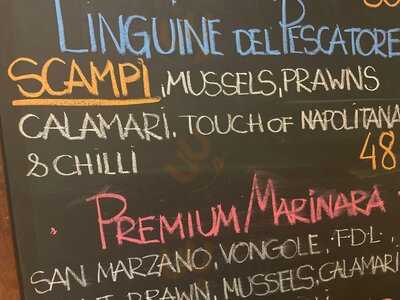 LINGUINE DEL PESCATORE
SCAMPI, MUSSELS, PRAWNS
CALAMARI, TOUCH OF NAPOLITANA
& CHILLI 48
PREMIUM MARINARA
SAN MARZANO, VONGOLE, F.D.L.
PRAWN, MUSSELS, CALAMARI